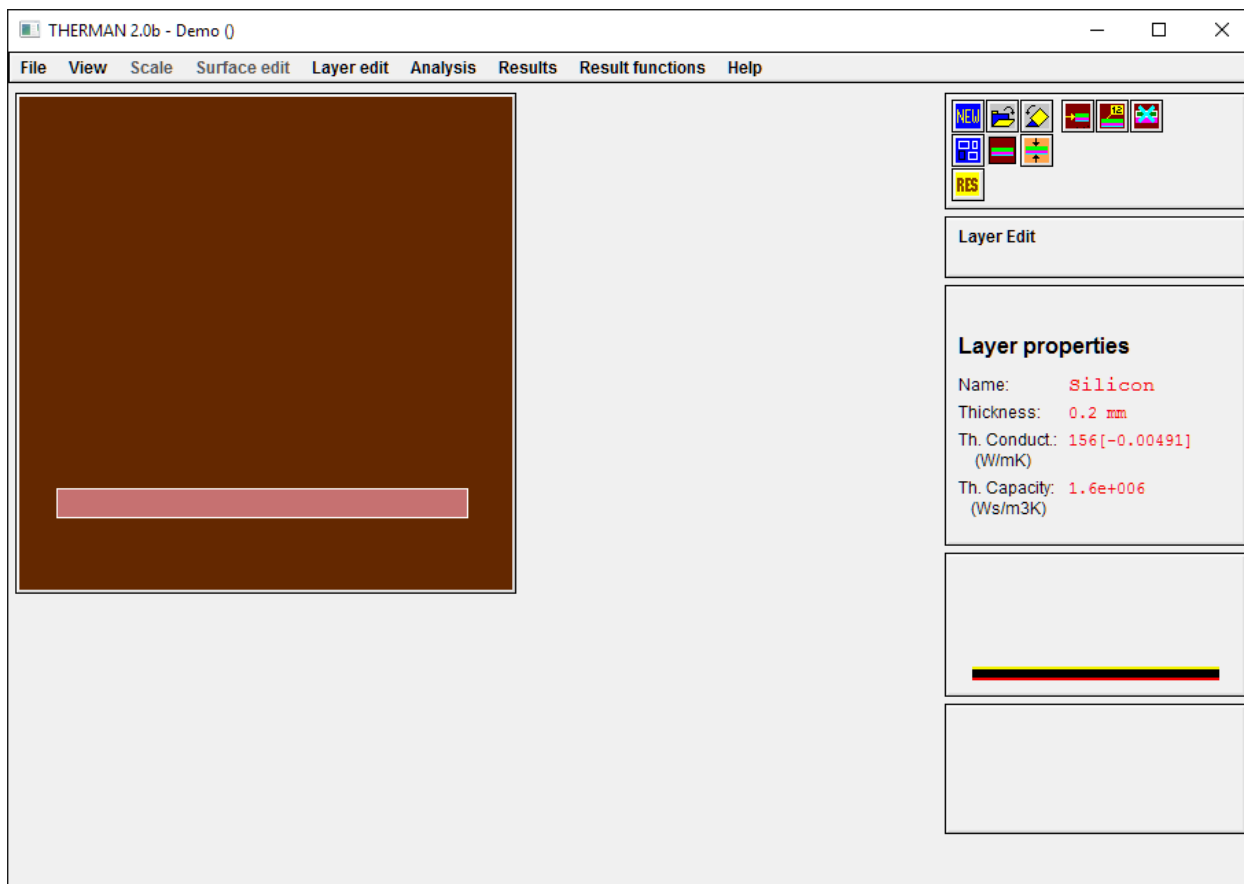 THERMAN 2.0b - Demo ()
File View Scale Surface edit Layer edit Analysis Results Result functions Help
NEW 12
RES
Layer Edit
Layer properties
Name: Silicon
Thickness: 0.2 mm
Th. Conduct.: 156[-0.00491]
(W/mK)
Th. Capacity: 1.6e+006
(Ws/m3K)